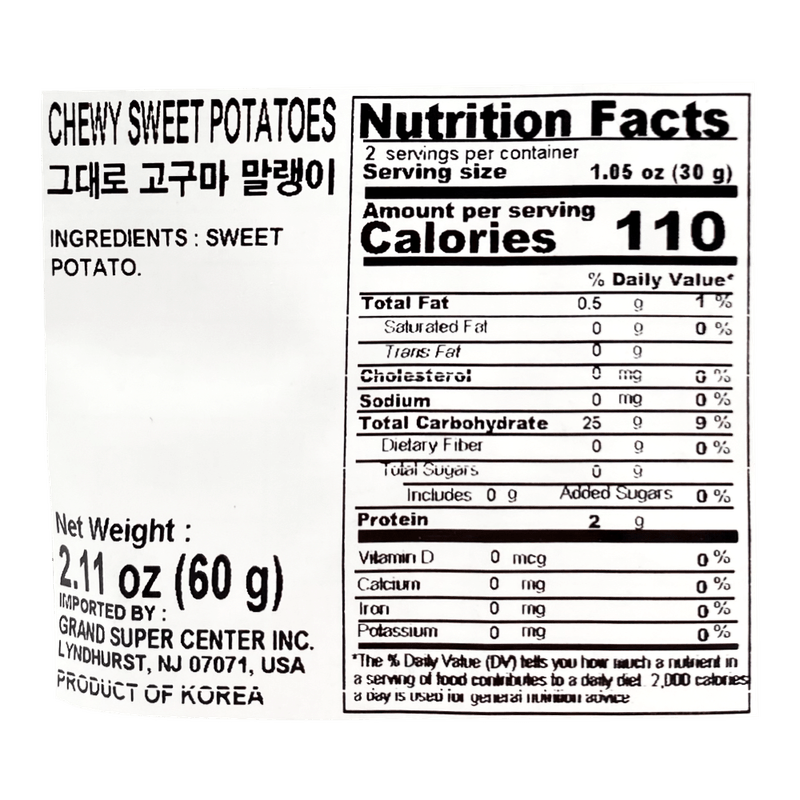 CHEWY SWEET POTATOES
그대로 고구마 말랭이
INGREDIENTS : SWEET
POTATO.
Net Weight :
2.11 oz (60 g)
IMPORTED BY :
GRAND SUPER CENTER INC.
LYNDHURST, NJ 07071, USA
PRODUCT OF KOREA
Nutrition Facts
2 servings per container
Serving size 1.05 oz (30 g)
Amount per serving
Calories 110
% Daily Value*
Total Fat 0.5 g 1 %
Saturated Fat 0 g 0 %
Trans Fat 0 g
Cholesterol 0 mg 0 %
Sodium 0 mg 0 %
Total Carbohydrate 25 g 9 %
Dietary Fiber 0 g 0 %
Total Sugars 0 g
Includes 0 g Added Sugars 0 %
Protein 2 g
Vitamin D 0 mcg 0 %
Calcium 0 mg 0 %
Iron 0 mg 0 %
Potassium 0 mg 0 %
*The % Daily Value (DV) tells you how much a nutrient in
a serving of food contributes to a daily diet. 2,000 calories
a day is used for general nutrition advice